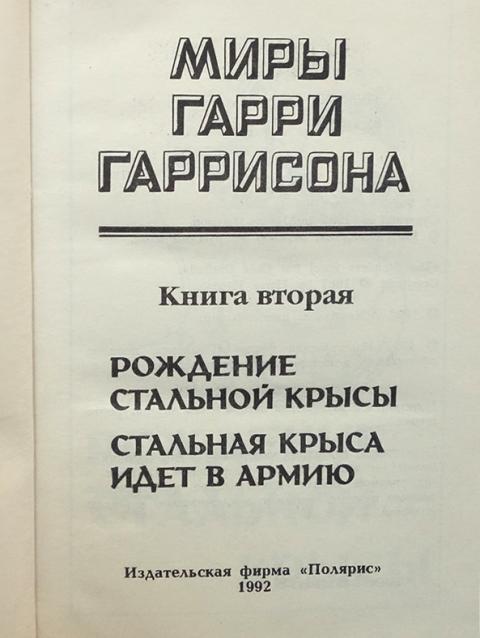 МИРЫ
ГАРРИ
ГАРРИСОНА
Книга вторая
РОЖДЕНИЕ
СТАЛЬНОЙ КРЫСЫ
СТАЛЬНАЯ КРЫСА
ИДЕТ В АРМИЮ
Издательская фирма «Полярис»
1992